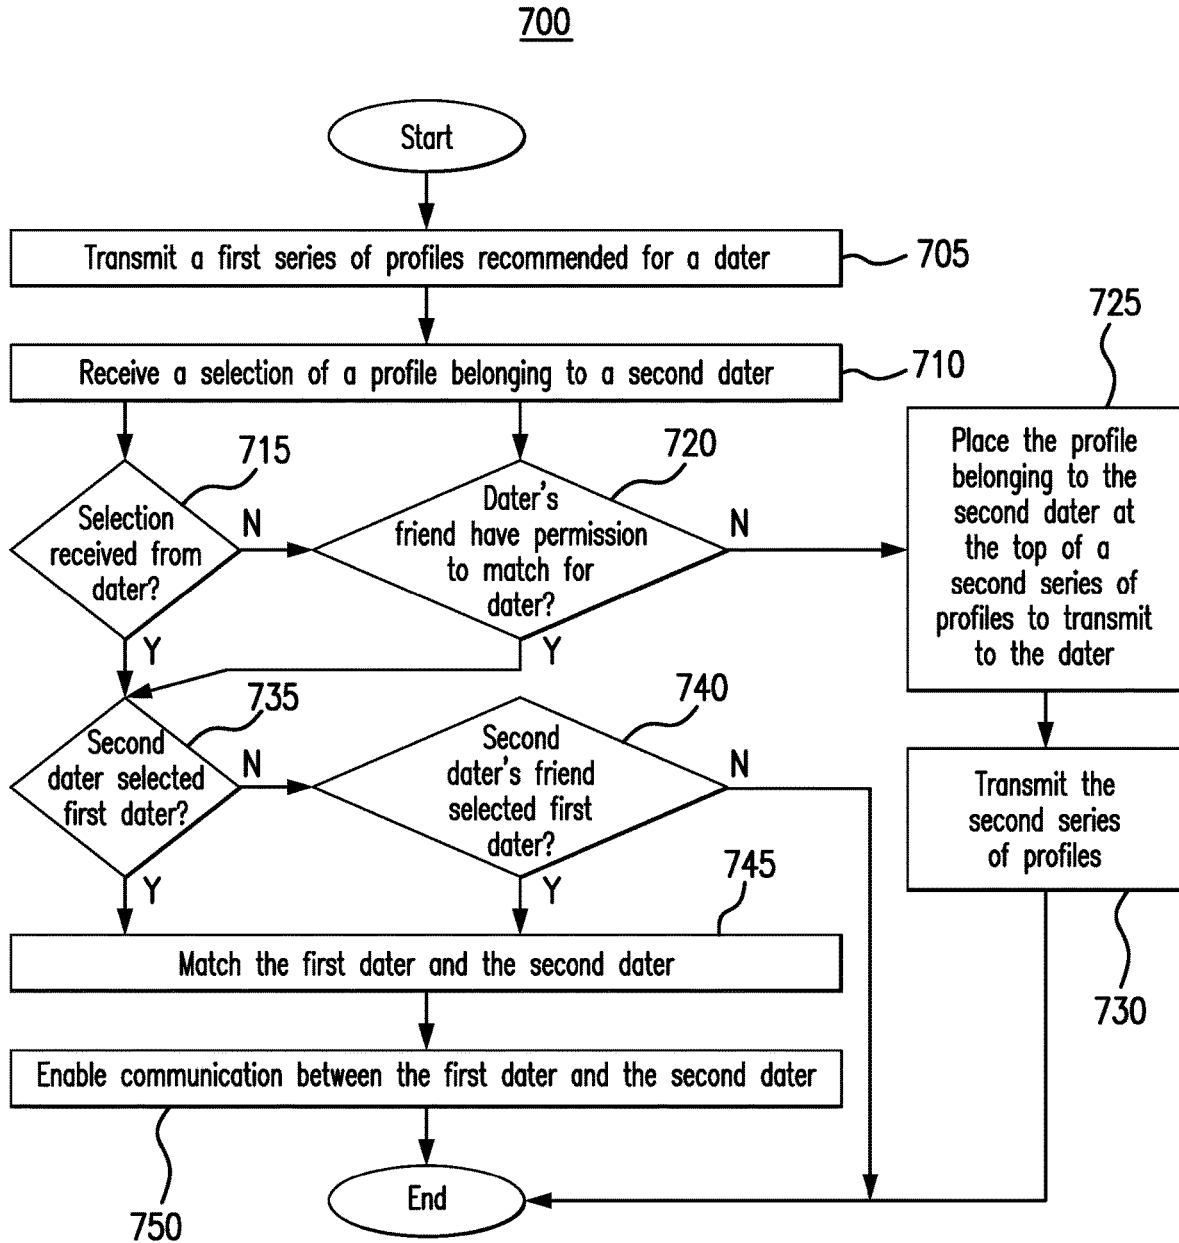 700
Start
Transmit a first series of profiles recommended for a dater
705
Receive a selection of a profile belonging to a second dater
710
715
Selection
received from
dater?
N
Y
720
Dater's
friend have permission
to match for
dater?
N
Y
725
Place the profile
belonging to the
second dater at
the top of a
second series of
profiles to transmit
to the dater
735
Second
dater selected
first dater?
N
Y
740
Second
dater's friend
selected first
dater?
N
Y
Transmit the
second series
of profiles
730
745
Match the first dater and the second dater
Enable communication between the first dater and the second dater
750
End